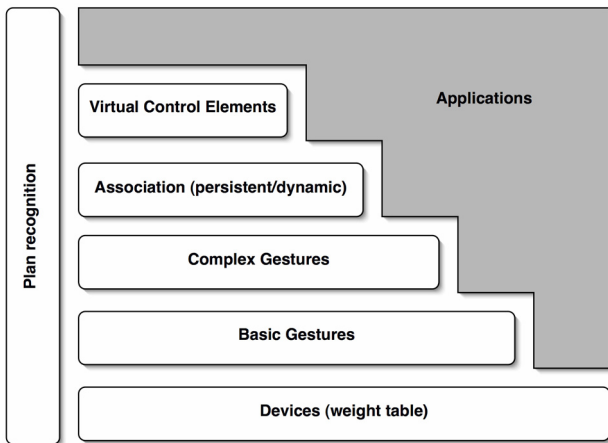 Plan recognition
Applications
Virtual Control Elements
Association (persistent/dynamic)
Complex Gestures
Basic Gestures
Devices (weight table)